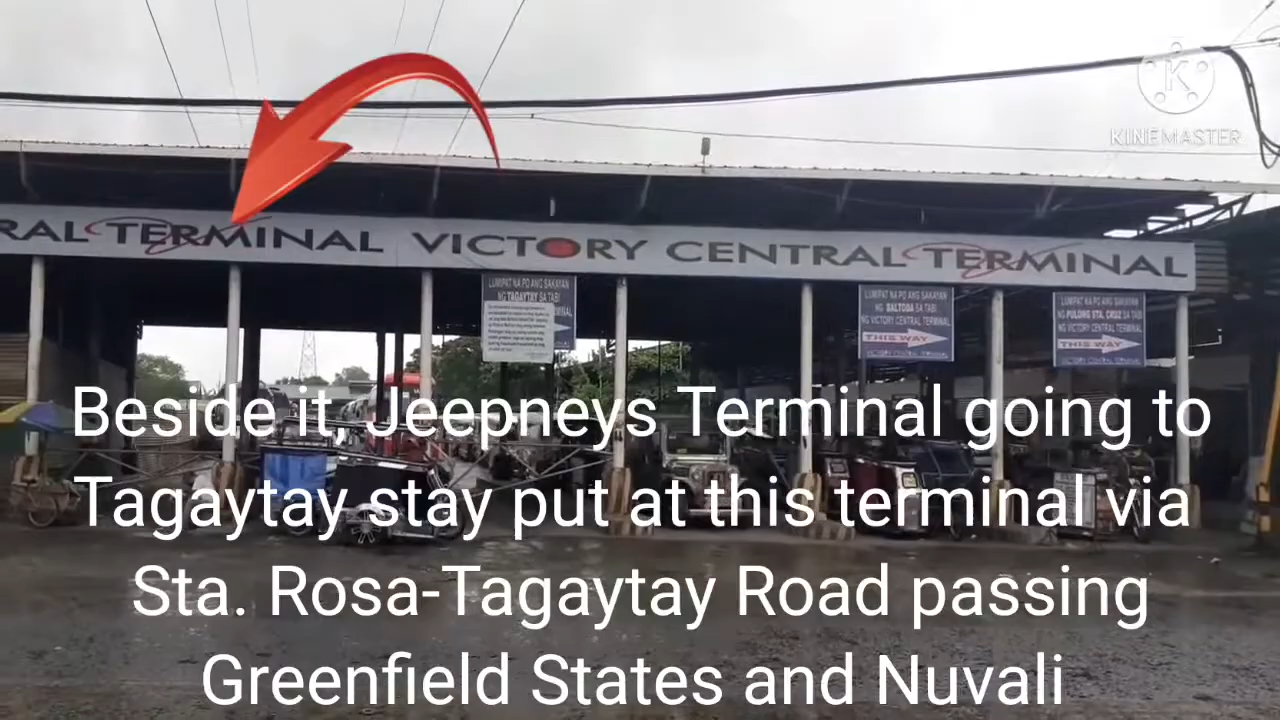 KINEMASTER
RAL TERMINAL VICTORY CENTRAL TERMINAL
LUMIPAT NA PO ANG SAKAYAN
NG TAGAYTAY SA TABI
LUMIPAT NA PO ANG SAKAYAN
NG BALIBAGO SA TABI
NG VICTORY CENTRAL TERMINAL
THIS WAY
LUMIPAT NA PO ANG SAKAYAN
NG PULONG STA. CRUZ SA TABI
NG VICTORY CENTRAL TERMINAL
THIS WAY
Beside it, Jeepneys Terminal going to
Tagaytay stay put at this terminal via
Sta. Rosa-Tagaytay Road passing
Greenfield States and Nuvali